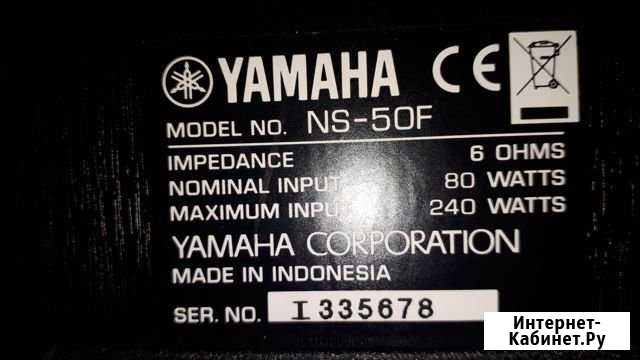 YAMAHA CE
MODEL NO. NS-50F
IMPEDANCE 6 OHMS
NOMINAL INPUT 80 WATTS
MAXIMUM INPUT 240 WATTS
YAMAHA CORPORATION
MADE IN INDONESIA
SER. NO. I 335678
Интернет-
Кабинет.Ру